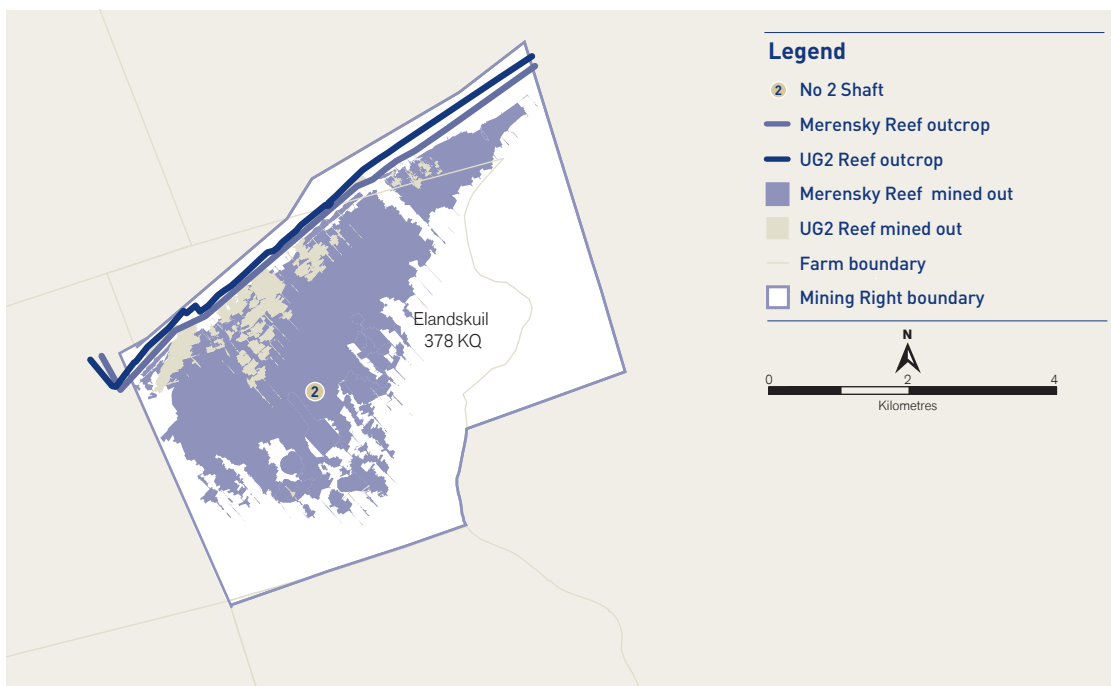 Legend
2 No 2 Shaft
Merensky Reef outcrop
UG2 Reef outcrop
Merensky Reef mined out
UG2 Reef mined out
Farm boundary
Mining Right boundary
N
0 2 4
Kilometres
Elandskuil
378 KQ
2